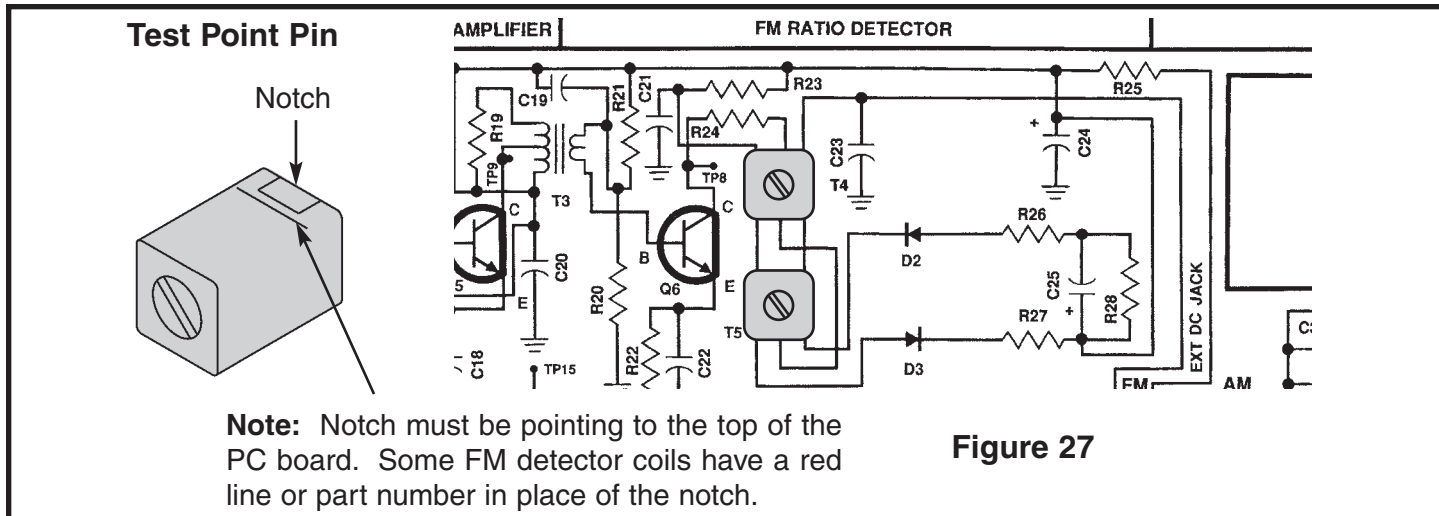 Test Point Pin
Notch
AMPLIFIER
FM RATIO DETECTOR
C19
R21
C21
R23
R25
R19
R24
+
C24
C23
TP9
TP8
T4
T3
C
C
R26
B
D2
C20
5
E
Q6
E
R20
C25
R28
EXT DC JACK
T5
+
R27
C18
TP15
R22
C22
D3
FM
AM
Note: Notch must be pointing to the top of the
PC board. Some FM detector coils have a red
line or part number in place of the notch.
Figure 27